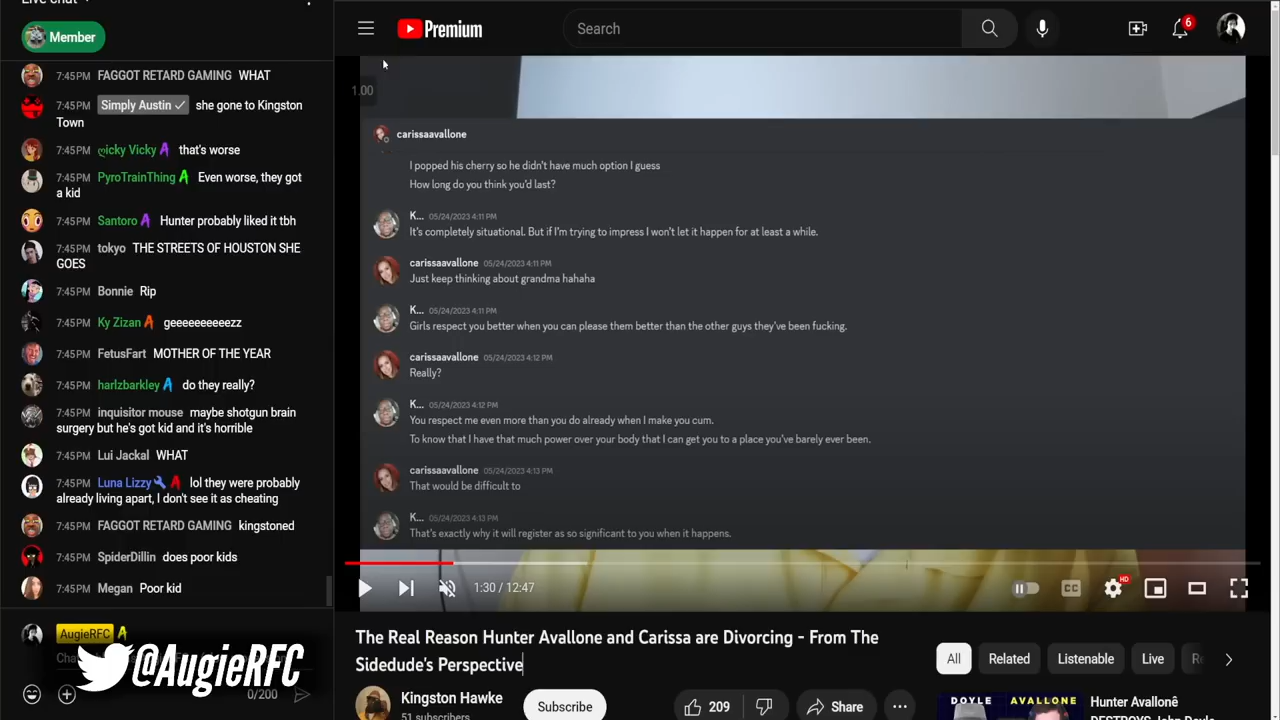 Live chat
Member
7:45PM FAGGOT RETARD GAMING WHAT
7:45PM Simply Austin ✓ she gone to Kingston
Town
7:45PM ღicky Vicky that's worse
7:45PM PyroTrainThing Even worse, they got
a kid
7:45PM Santoro Hunter probably liked it tbh
7:45PM tokyo THE STREETS OF HOUSTON SHE
GOES
7:45PM Bonnie Rip
7:45PM Ky Zizan geeeeeeeeeezz
7:45PM FetusFart MOTHER OF THE YEAR
7:45PM harlzbarkley do they really?
7:45PM inquisitor mouse maybe shotgun brain
surgery but he's got kid and it's horrible
7:45PM Lui Jackal WHAT
7:45PM Luna Lizzy lol they were probably
already living apart, I don't see it as cheating
7:45PM FAGGOT RETARD GAMING kingstoned
7:45PM SpiderDillin does poor kids
7:45PM Megan Poor kid
AugieRFC
@AugieRFC
0/200
Premium
Search
6
1.00
carissaavallone
I popped his cherry so he didn't have much option I guess
How long do you think you'd last?
K... 05/24/2023 4:11 PM
It's completely situational. But if I'm trying to impress I won't let it happen for at least a while.
carissaavallone 05/24/2023 4:11 PM
Just keep thinking about grandma hahaha
K... 05/24/2023 4:11 PM
Girls respect you better when you can please them better than the other guys they've been fucking.
carissaavallone 05/24/2023 4:12 PM
Really?
K... 05/24/2023 4:12 PM
You respect me even more than you do already when I make you cum.
To know that I have that much power over your body that I can get you to a place you've barely ever been.
carissaavallone 05/24/2023 4:13 PM
That would be difficult to
K... 05/24/2023 4:13 PM
That's exactly why it will register as so significant to you when it happens.
1:30 / 12:47
CC
HD
The Real Reason Hunter Avallone and Carissa are Divorcing - From The
Sidedude's Perspective
Kingston Hawke
51 subscribers
Subscribe
209
Share
All
Related
Listenable
Live
DOYLE AVALLONE
Hunter Avallonê